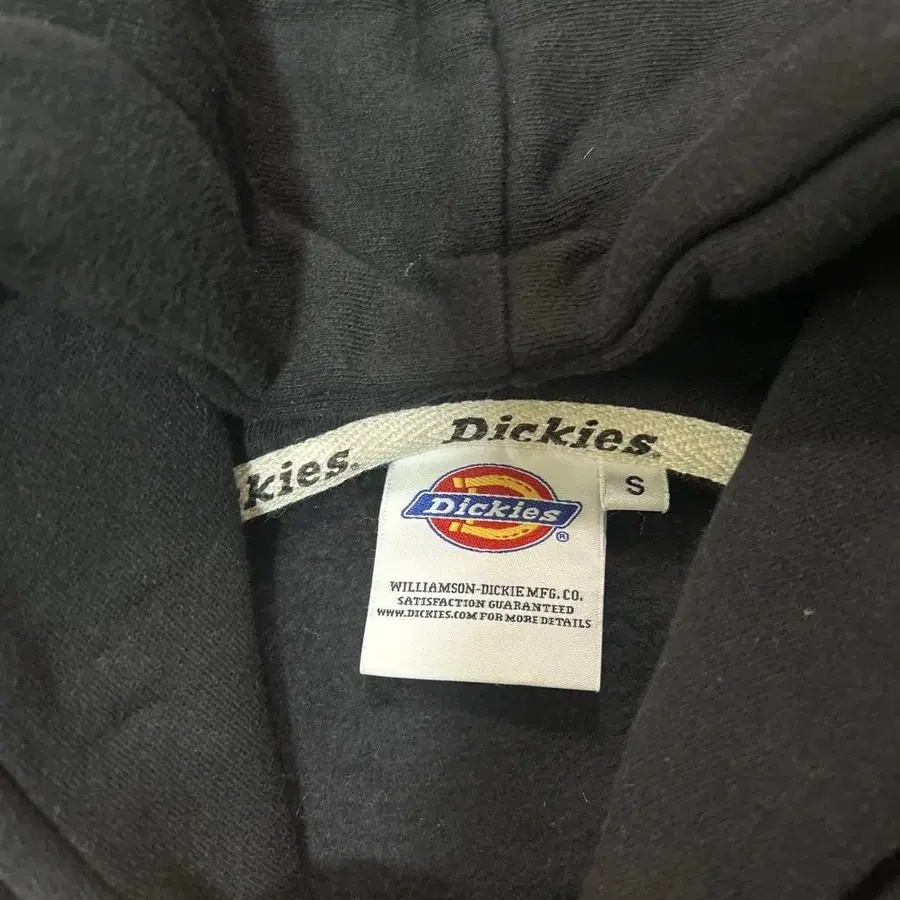 Dickies.
kies.
S
Dickies ®
WILLIAMSON-DICKIE MFG. CO.
SATISFACTION GUARANTEED
WWW.DICKIES.COM FOR MORE DETAILS